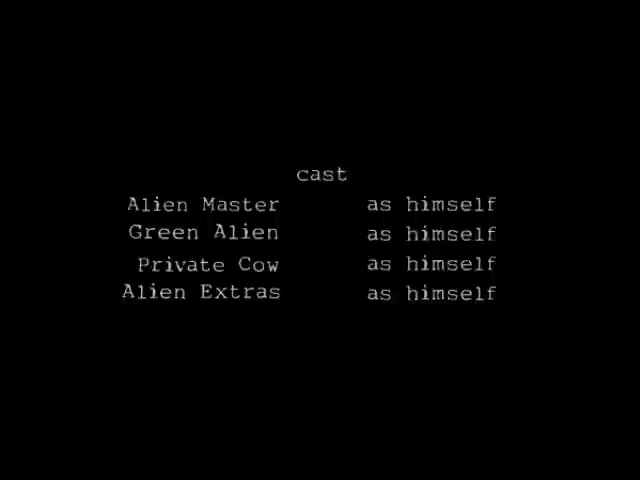 cast
Alien Master as himself
Green Alien as himself
Private Cow as himself
Alien Extras as himself